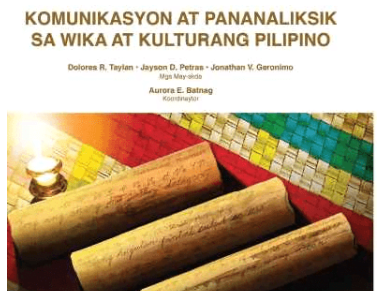 KOMUNIKASYON AT PANANALIKSIK
SA WIKA AT KULTURANG PILIPINO
Dolores R. Taylan • Jayson D. Petras • Jonathan V. Geronimo
Mga May-akda
Aurora E. Batnag
Koordineytor